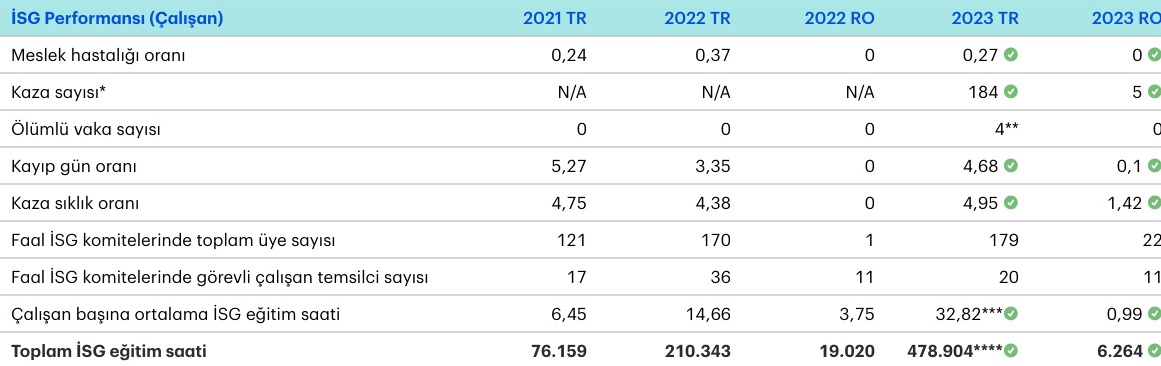 İSG Performansı (Çalışan) 2021 TR 2022 TR 2022 RO 2023 TR 2023 RO
Meslek hastalığı oranı 0,24 0,37 0 0,27 0
Kaza sayısı* N/A N/A N/A 184 5
Ölümlü vaka sayısı 0 0 0 4** 0
Kayıp gün oranı 5,27 3,35 0 4,68 0,1
Kaza sıklık oranı 4,75 4,38 0 4,95 1,42
Faal İSG komitelerinde toplam üye sayısı 121 170 1 179 22
Faal İSG komitelerinde görevli çalışan temsilci sayısı 17 36 11 20 11
Çalışan başına ortalama İSG eğitim saati 6,45 14,66 3,75 32,82*** 0,99
Toplam İSG eğitim saati 76.159 210.343 19.020 478.904**** 6.264